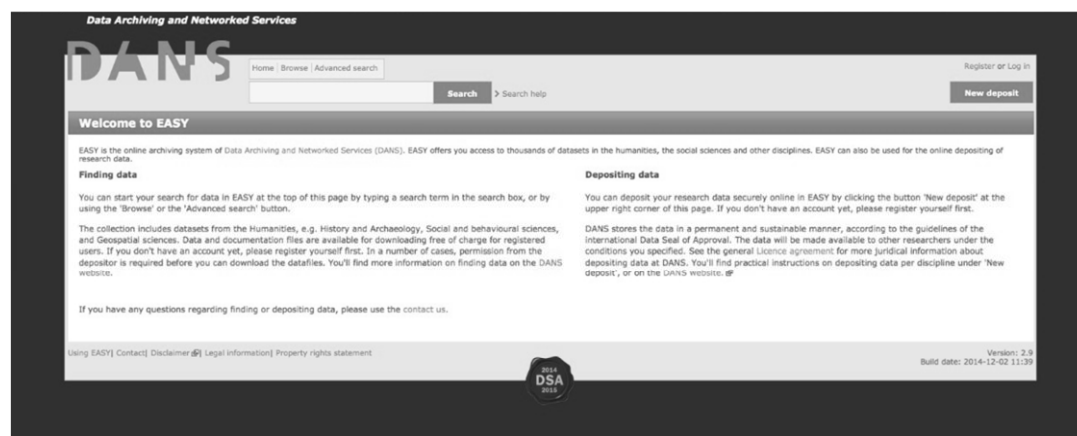 Data Archiving and Networked Services
DANS
Home Browse Advanced search
Register or Log in
Search
Search help
New deposit
Welcome to EASY
EASY is the online archiving system of Data Archiving and Networked Services (DANS). EASY offers you access to thousands of datasets in the humanities, the social sciences and other disciplines. EASY can also be used for the online depositing of
research data.
Finding data
You can start your search for data in EASY at the top of this page by typing a search term in the search box, or by
using the 'Browse' or the 'Advanced search' button.
The collection includes datasets from the Humanities, e.g. History and Archaeology, Social and behavioural sciences,
and Geospatial sciences. Data and documentation files are available for downloading free of charge for registered
users. If you don't have an account yet, please register yourself first. In a number of cases, permission from the
depositor is required before you can download the datafiles. You'll find more information on finding data on the DANS
website.
If you have any questions regarding finding or depositing data, please use the contact us.
Depositing data
You can deposit your research data securely online in EASY by clicking the button 'New deposit' at the
upper right corner of this page. If you don't have an account yet, please register yourself first.
DANS stores the data in a permanent and sustainable manner, according to the guidelines of the
international Data Seal of Approval. The data will be made available to other researchers under the
conditions you specified. See the general Licence agreement for more juridical information about
depositing data at DANS. You'll find practical instructions on depositing data per discipline under 'New
deposit', or on the DANS website.
Using EASY| Contact| Disclaimer | Legal information| Property rights statement
Version: 2.9
Build date: 2014-12-02 11:39
2014
DSA
2015